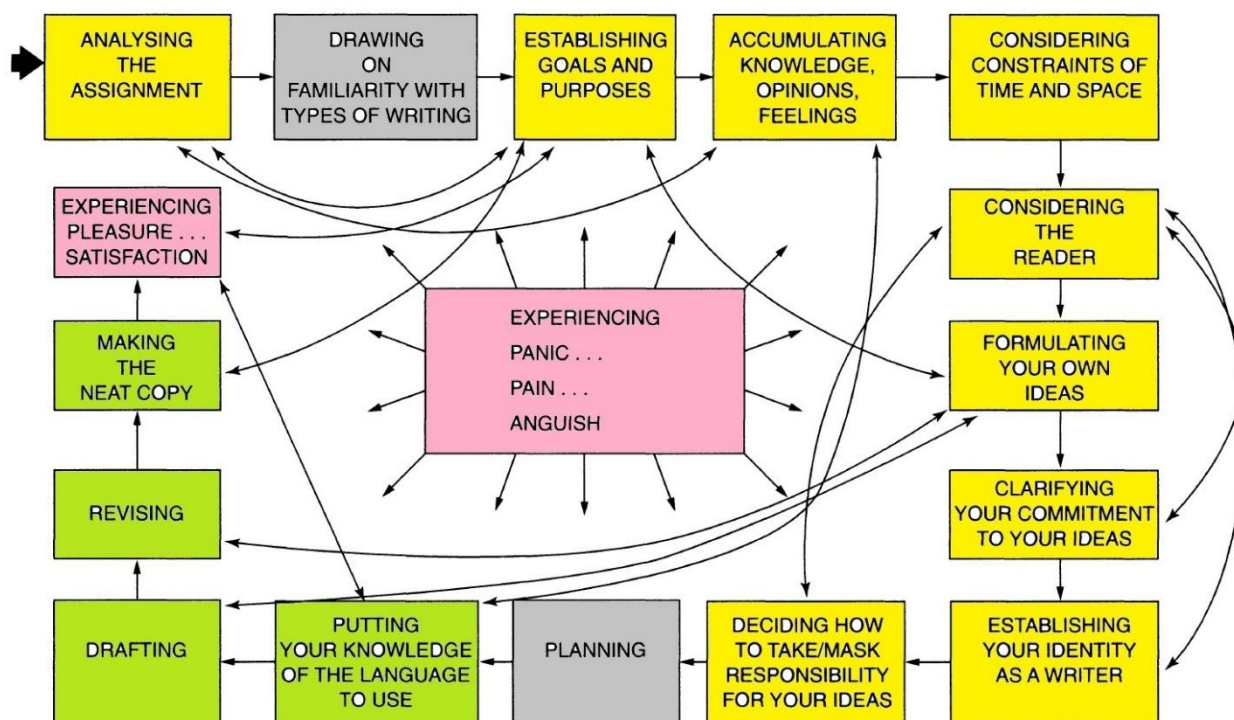 ANALYSING
THE
ASSIGNMENT
DRAWING
ON
FAMILIARITY WITH
TYPES OF WRITING
ESTABLISHING
GOALS AND
PURPOSES
ACCUMULATING
KNOWLEDGE,
OPINIONS,
FEELINGS
CONSIDERING
CONSTRAINTS OF
TIME AND SPACE
CONSIDERING
THE
READER
FORMULATING
YOUR OWN
IDEAS
CLARIFYING
YOUR COMMITMENT
TO YOUR IDEAS
ESTABLISHING
YOUR IDENTITY
AS A WRITER
DECIDING HOW
TO TAKE/MASK
RESPONSIBILITY
FOR YOUR IDEAS
PLANNING
PUTTING
YOUR KNOWLEDGE
OF THE LANGUAGE
TO USE
DRAFTING
REVISING
MAKING
THE
NEAT COPY
EXPERIENCING
PLEASURE . . .
SATISFACTION
EXPERIENCING
PANIC . . .
PAIN . . .
ANGUISH